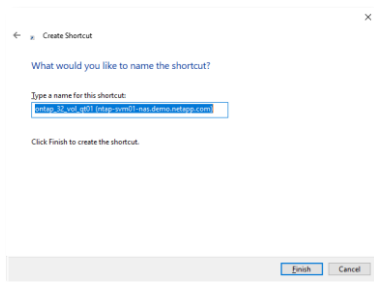 Create Shortcut
What would you like to name the shortcut?
Type a name for this shortcut:
ontap_32_vol_qt01 (ntap-svm01-nas.demo.netapp.com)
Click Finish to create the shortcut.
Finish Cancel